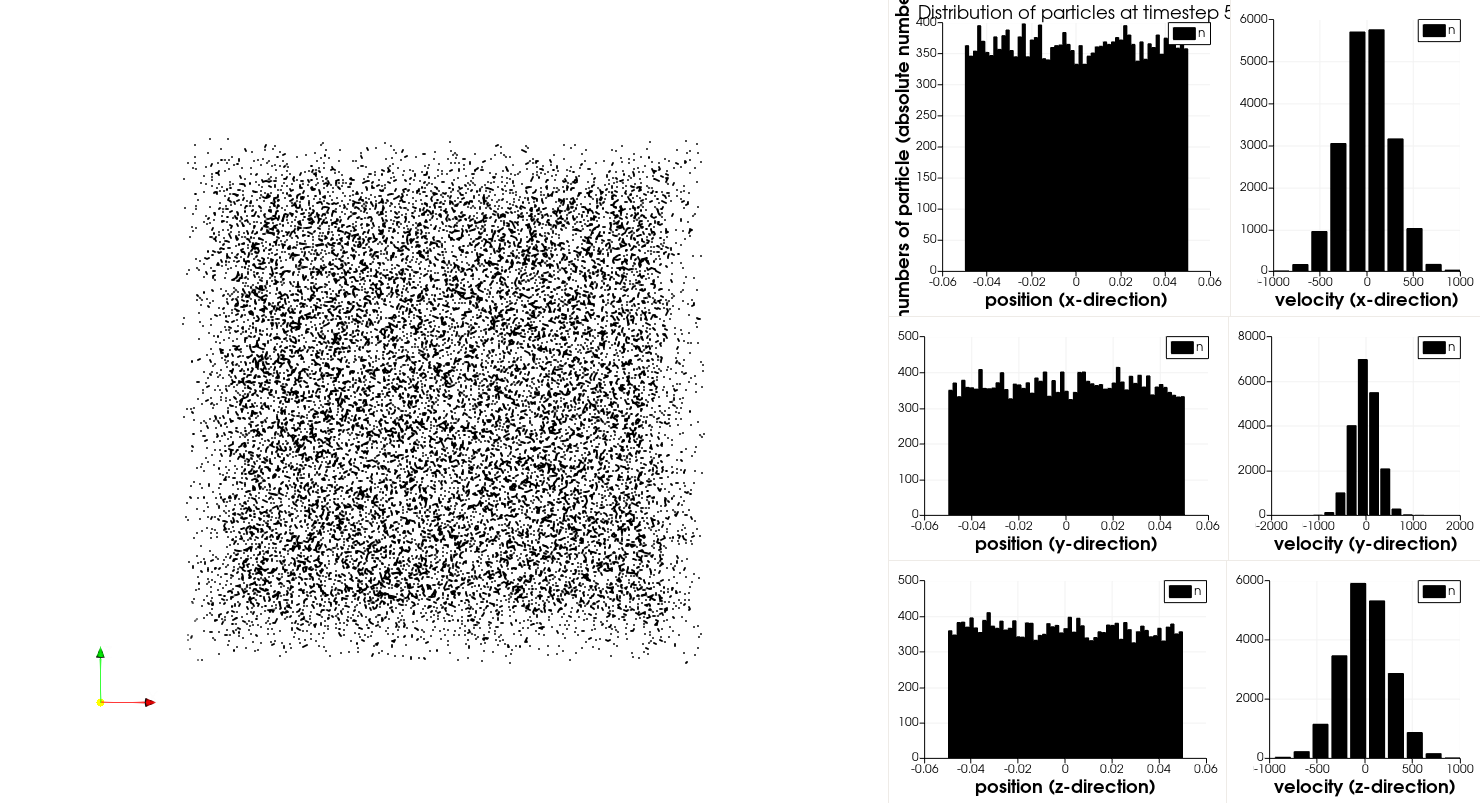 Distribution of particles at timestep 5
numbers of particle (absolute numbe
400
350
300
250
200
150
100
50
0
-0.06 -0.04 -0.02 0 0.02 0.04 0.06
position (x-direction)
n
6000
5000
4000
3000
2000
1000
0
-1000 -500 0 500 1000
velocity (x-direction)
n
500
400
300
200
100
0
-0.06 -0.04 -0.02 0 0.02 0.04 0.06
position (y-direction)
n
8000
6000
4000
2000
0
-2000 -1000 0 1000 2000
velocity (y-direction)
n
500
400
300
200
100
0
-0.06 -0.04 -0.02 0 0.02 0.04 0.06
position (z-direction)
n
6000
4000
2000
0
-1000 -500 0 500 1000
velocity (z-direction)
n